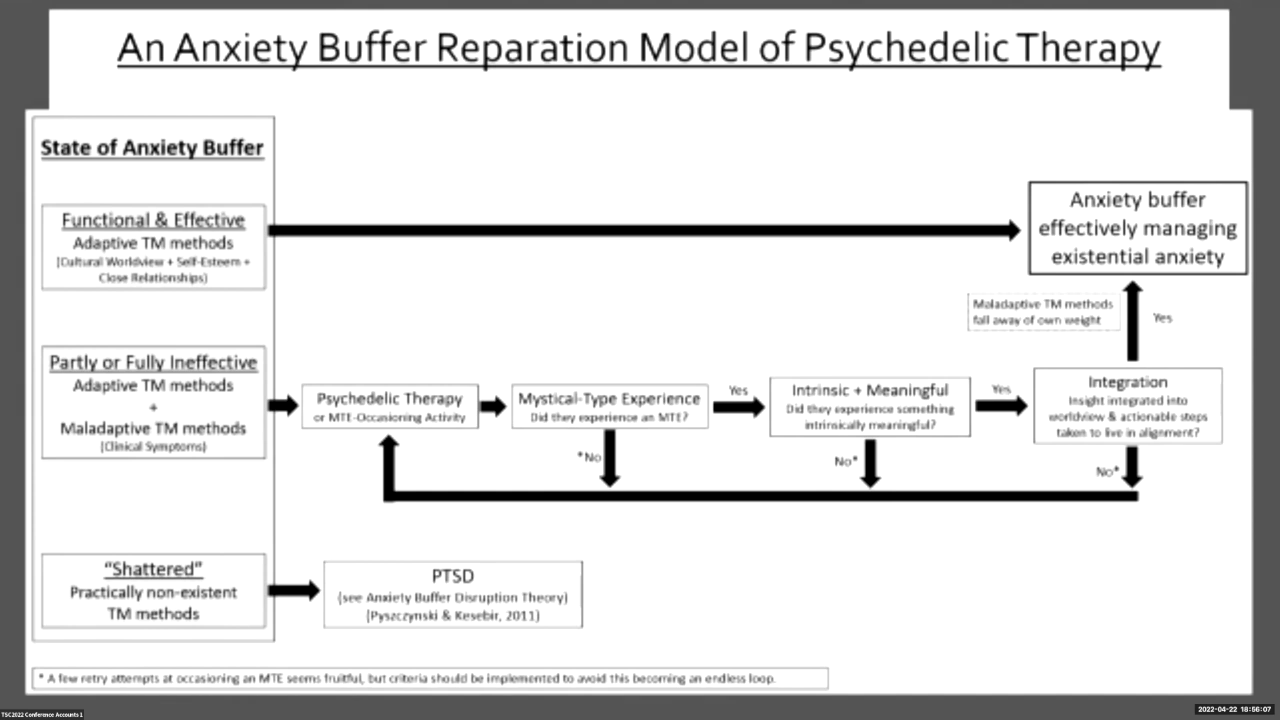 An Anxiety Buffer Reparation Model of Psychedelic Therapy
State of Anxiety Buffer
Functional & Effective
Adaptive TM methods
(Cultural Worldview + Self-Esteem +
Close Relationships)
Anxiety buffer
effectively managing
existential anxiety
Maladaptive TM methods
fall away of own weight
Yes
Partly or Fully Ineffective
Adaptive TM methods
+
Maladaptive TM methods
(Clinical Symptoms)
Psychedelic Therapy
or MTE-Occasioning Activity
Mystical-Type Experience
Did they experience an MTE?
Yes
Intrinsic + Meaningful
Did they experience something
intrinsically meaningful?
Yes
Integration
Insight integrated into
worldview & actionable steps
taken to live in alignment?
*No
No*
No*
"Shattered"
Practically non-existent
TM methods
PTSD
(see Anxiety Buffer Disruption Theory)
(Pyszczynski & Kesebir, 2011)
* A few retry attempts at occasioning an MTE seems fruitful, but criteria should be implemented to avoid this becoming an endless loop.
TSC2022 Conference Accounts 1
2022-04-22 18:56:07